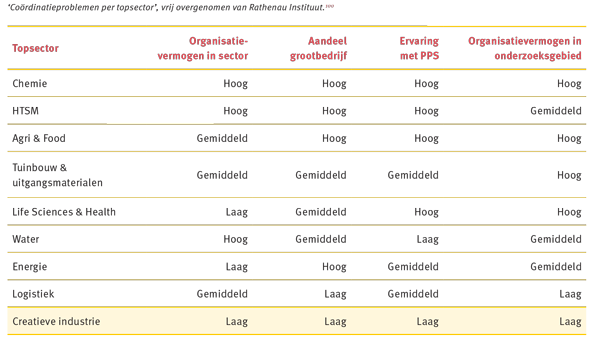 'Coördinatieproblemen per topsector', vrij overgenomen van Rathenau Instituut.
Topsector Organisatie-vermogen in sector Aandeel grootbedrijf Ervaring met PPS Organisatievermogen in onderzoeksgebied
Chemie Hoog Hoog Hoog Hoog
HTSM Hoog Hoog Hoog Gemiddeld
Agri & Food Gemiddeld Hoog Hoog Hoog
Tuinbouw &
uitgangsmaterialen Gemiddeld Gemiddeld Gemiddeld Hoog
Life Sciences & Health Laag Gemiddeld Hoog Hoog
Water Hoog Gemiddeld Laag Gemiddeld
Energie Laag Hoog Gemiddeld Gemiddeld
Logistiek Gemiddeld Laag Gemiddeld Laag
Creatieve industrie Laag Laag Laag Laag